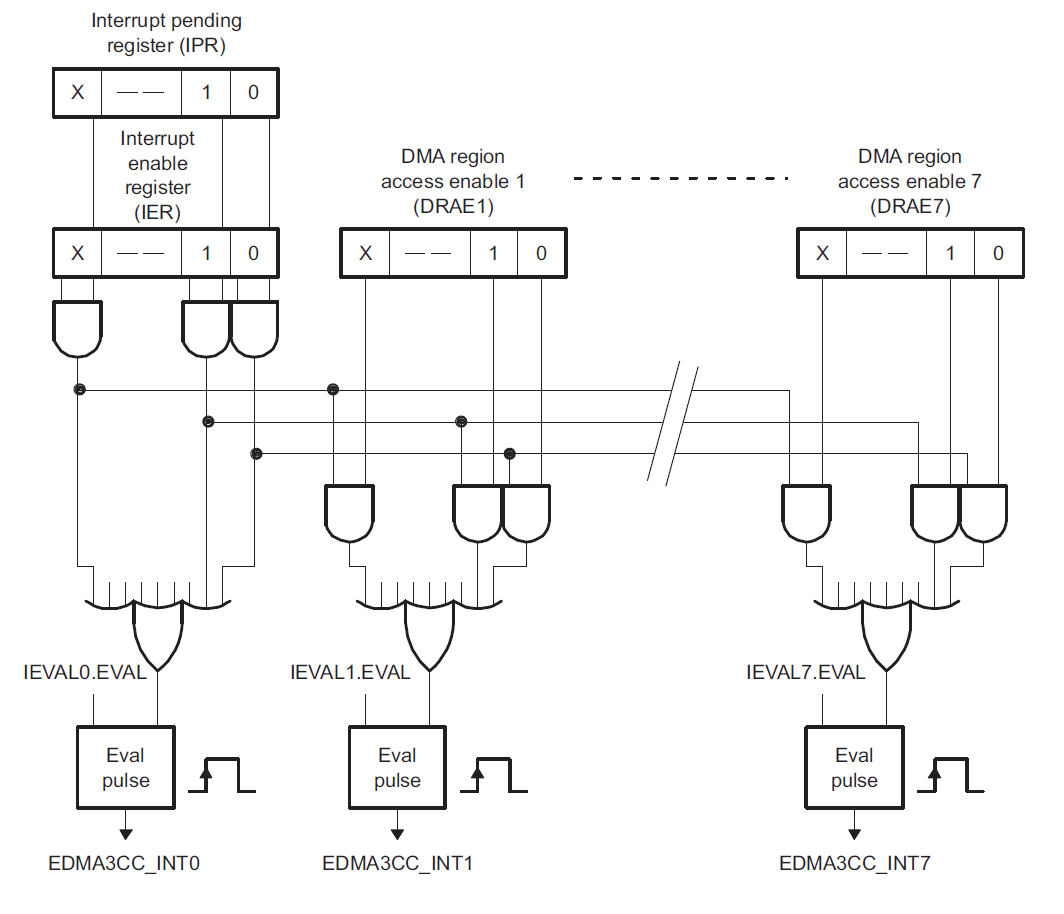 Interrupt pending
register (IPR)
X — — 1 0
Interrupt
enable
register
(IER)
X — — 1 0
DMA region
access enable 1
(DRAE1)
X — — 1 0
DMA region
access enable 7
(DRAE7)
X — — 1 0
IEVAL0.EVAL
IEVAL1.EVAL
IEVAL7.EVAL
Eval
pulse
Eval
pulse
Eval
pulse
EDMA3CC_INT0
EDMA3CC_INT1
EDMA3CC_INT7